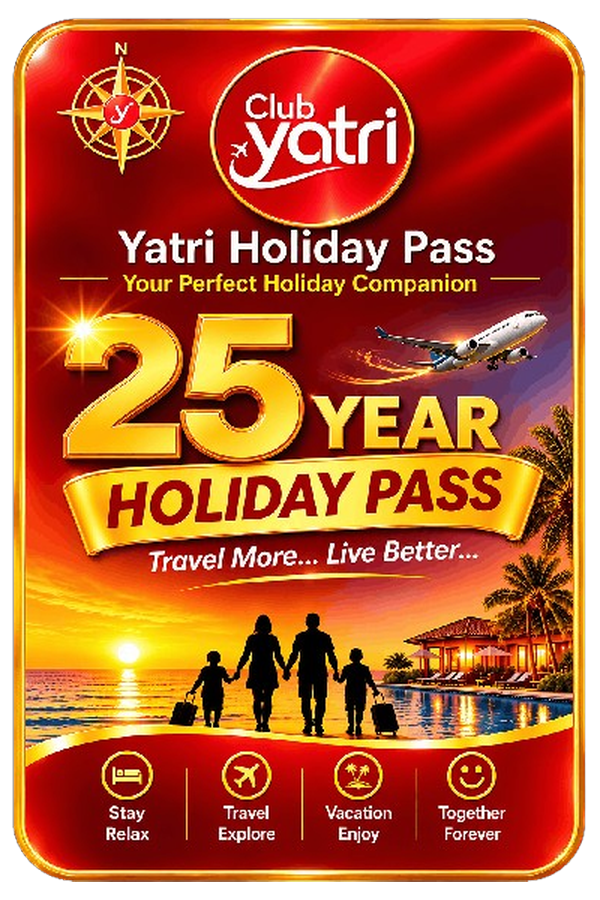 N
y
Club
yatri
Yatri Holiday Pass
Your Perfect Holiday Companion
25 YEAR
HOLIDAY PASS
Travel More... Live Better...
Stay
Relax
Travel
Explore
Vacation
Enjoy
Together
Forever